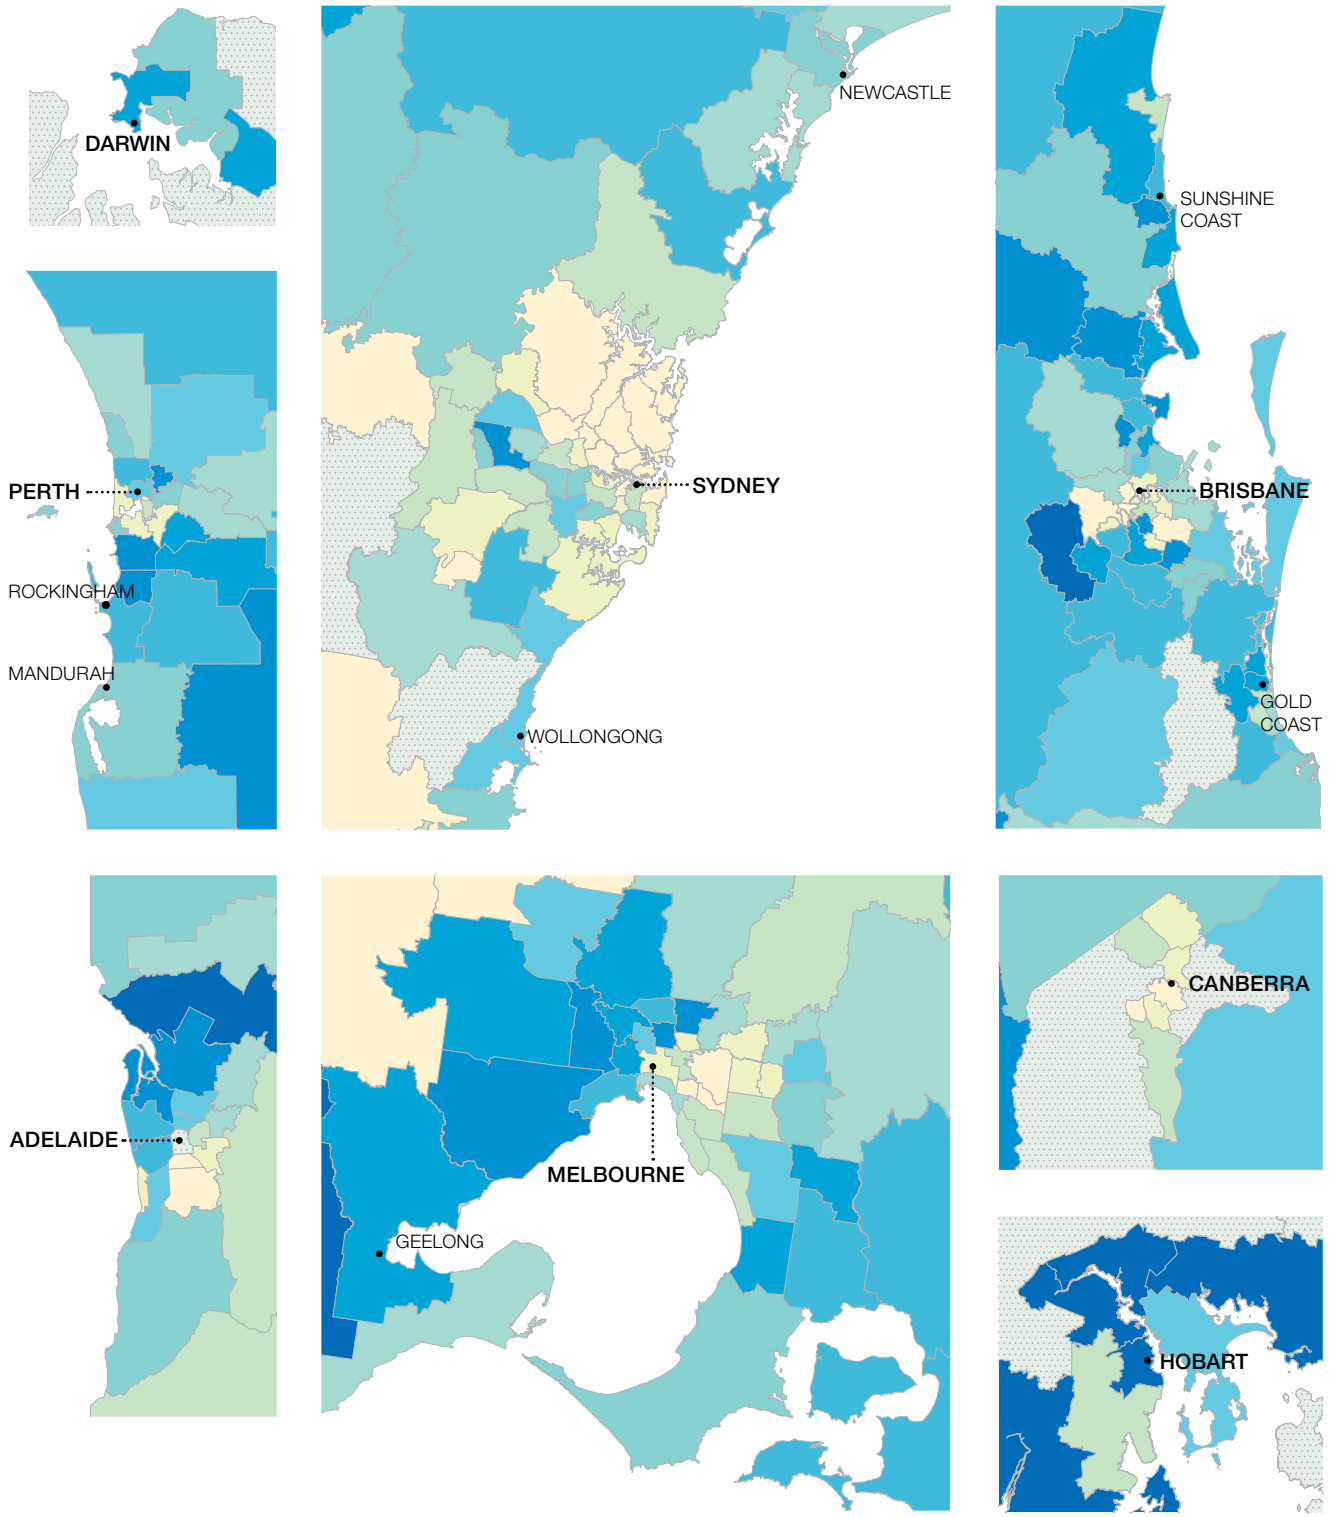 NEWCASTLE
DARWIN
SUNSHINE
COAST
PERTH
SYDNEY
BRISBANE
ROCKINGHAM
MANDURAH
GOLD
COAST
WOLLONGONG
CANBERRA
ADELAIDE
MELBOURNE
GEELONG
HOBART